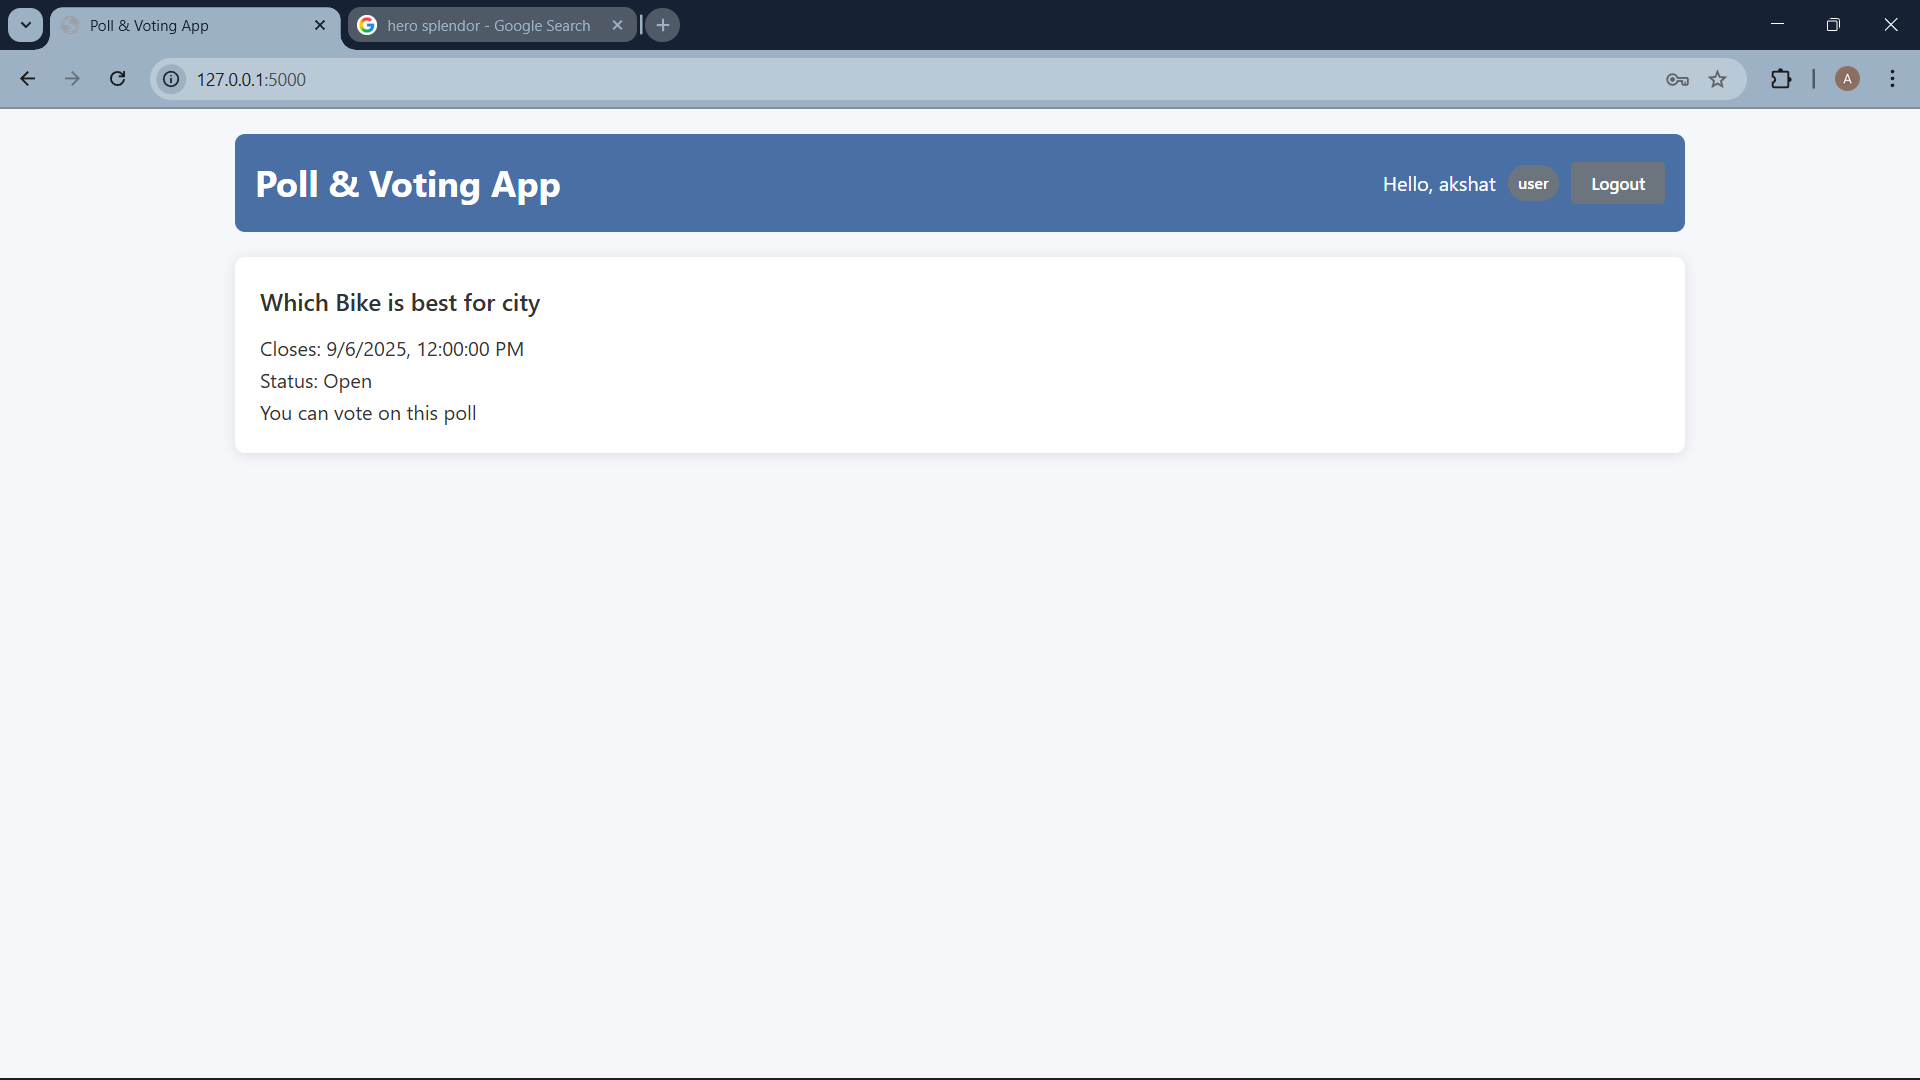 Poll & Voting App
hero splendor - Google Search
127.0.0.1:5000
A
Poll & Voting App
Hello, akshat
user
Logout
Which Bike is best for city
Closes: 9/6/2025, 12:00:00 PM
Status: Open
You can vote on this poll